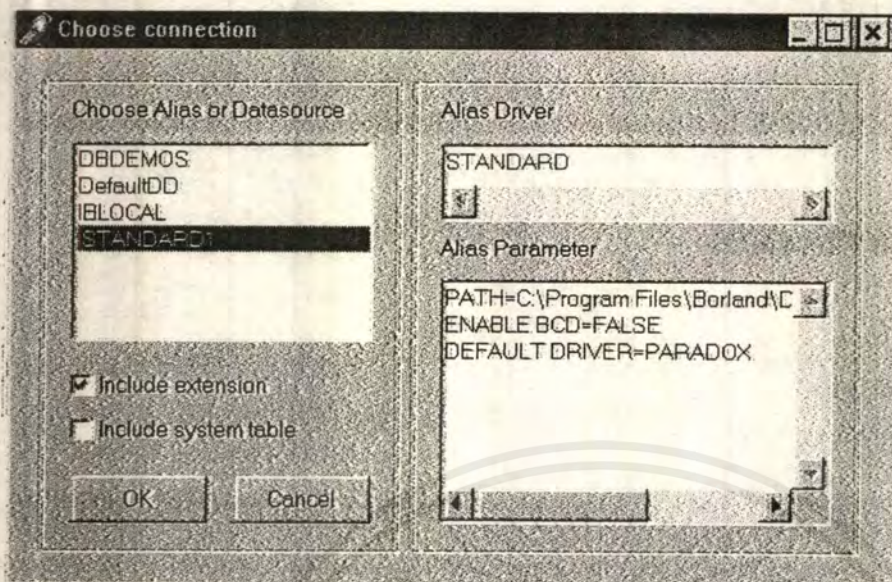 Choose connection
Choose Alias or Datasource
DBDEMOS
DefaultDD
IBLOCAL
STANDARD1
Include extension
Include system table
OK
Cancel
Alias Driver
STANDARD
Alias Parameter
PATH=C:\Program Files\Borland\D
ENABLE BCD=FALSE
DEFAULT DRIVER=PARADOX